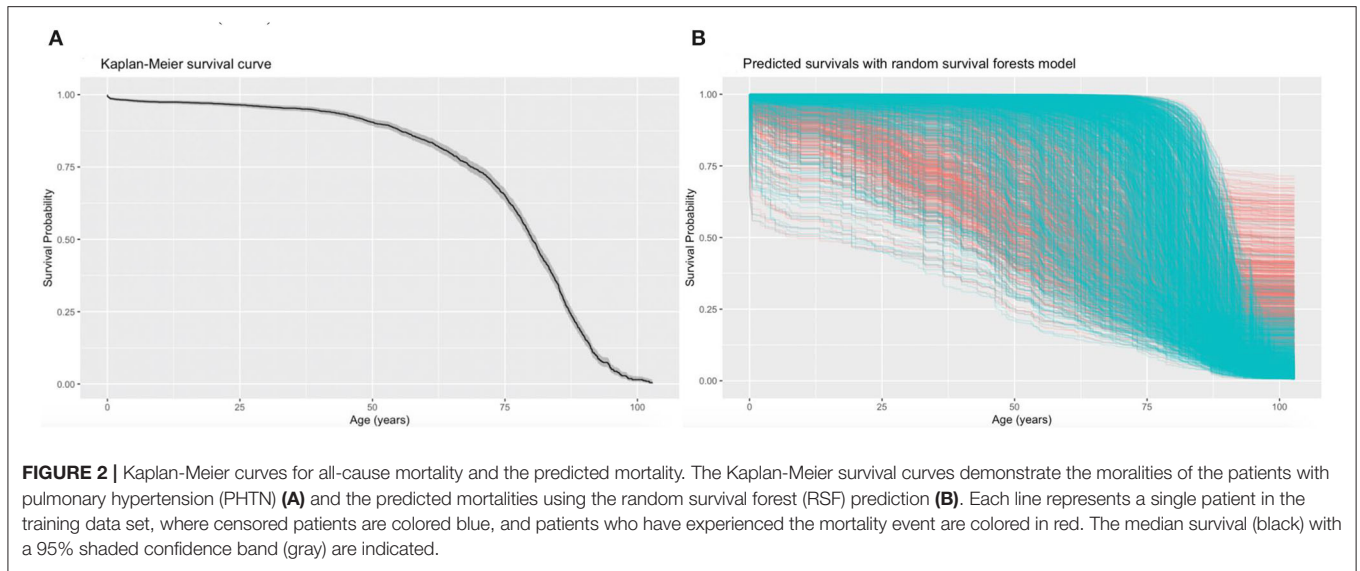 A
B
Kaplan-Meier survival curve
Predicted survivals with random survival forests model
1.00
0.75
0.50
0.25
0.00
Survival Probability
0
25
50
75
100
Age (years)
1.00
0.75
0.50
0.25
0.00
Survival Probability
0
25
50
75
100
Age (years)
FIGURE 2 | Kaplan-Meier curves for all-cause mortality and the predicted mortality. The Kaplan-Meier survival curves demonstrate the moralities of the patients with
pulmonary hypertension (PHTN) (A) and the predicted mortalities using the random survival forest (RSF) prediction (B). Each line represents a single patient in the
training data set, where censored patients are colored blue, and patients who have experienced the mortality event are colored in red. The median survival (black) with
a 95% shaded confidence band (gray) are indicated.